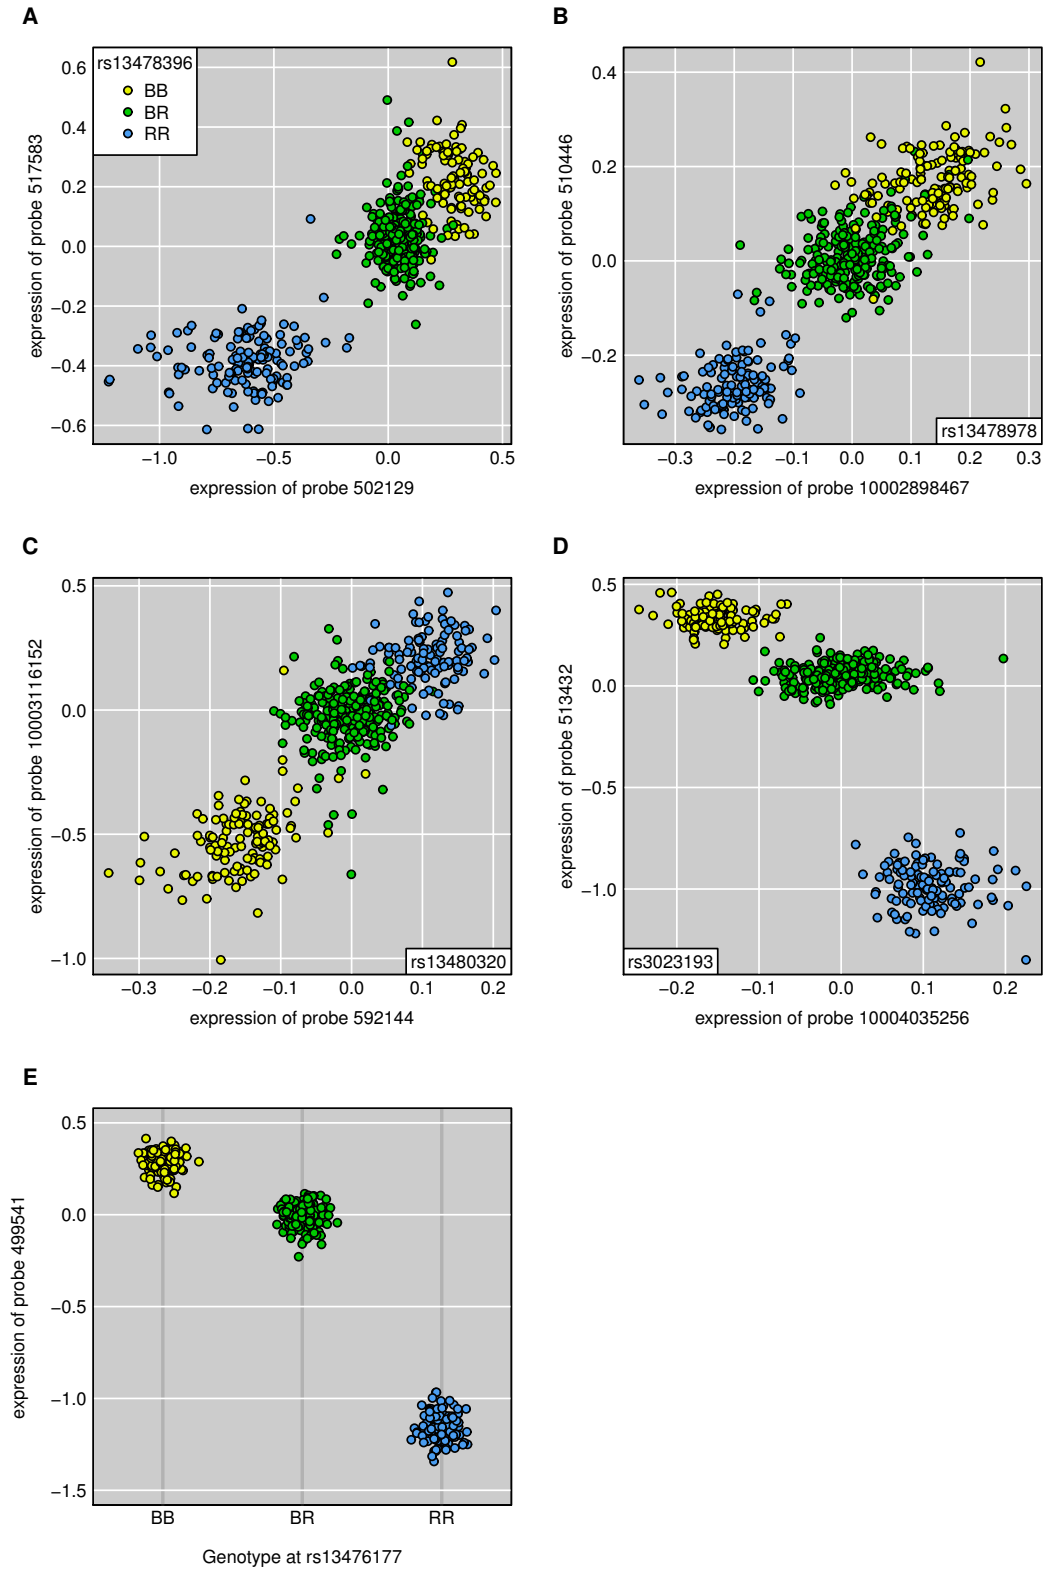 A
expression of probe 517583
0.6
0.4
0.2
0.0
−0.2
−0.4
−0.6
rs13478396
BB
BR
RR
−1.0
−0.5
0.0
0.5
expression of probe 502129
B
expression of probe 510446
0.4
0.2
0.0
−0.2
rs13478978
−0.3
−0.2
−0.1
0.0
0.1
0.2
0.3
expression of probe 10002898467
C
expression of probe 10003116152
0.5
0.0
−0.5
−1.0
rs13480320
−0.3
−0.2
−0.1
0.0
0.1
0.2
expression of probe 592144
D
expression of probe 513432
0.5
0.0
−0.5
−1.0
rs3023193
−0.2
−0.1
0.0
0.1
0.2
expression of probe 10004035256
E
expression of probe 499541
0.5
0.0
−0.5
−1.0
−1.5
BB
BR
RR
Genotype at rs13476177